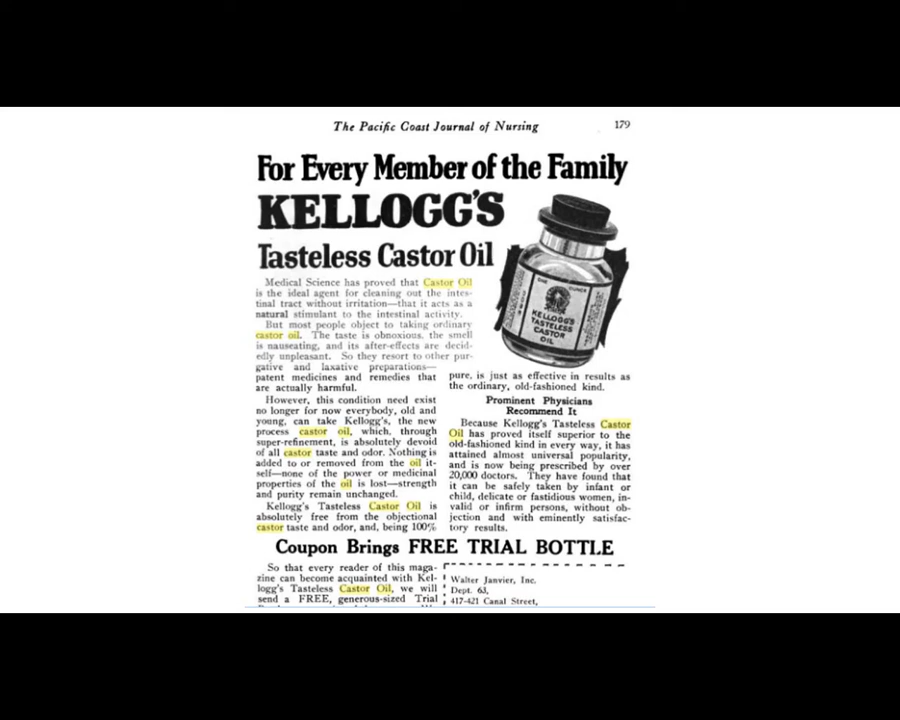 The Pacific Coast Journal of Nursing 179
For Every Member of the Family
KELLOGG'S
Tasteless Castor Oil
Medical Science has proved that Castor Oil
is the ideal agent for cleaning out the intes-
tinal tract without irritation—that it acts as a
natural stimulant to the intestinal activity.
But most people object to taking ordinary
castor oil. The taste is obnoxious, the smell
is nauseating, and its after-effects are decid-
edly unpleasant. So they resort to other pur-
gative and laxative preparations—
patent medicines and remedies that
are actually harmful.
However, this condition need exist
no longer for now everybody, old and
young, can take Kellogg's, the new
process castor oil, which, through
super-refinement, is absolutely devoid
of all castor taste and odor. Nothing is
added to or removed from the oil it-
self—none of the power or medicinal
properties of the oil is lost—strength
and purity remain unchanged.
Kellogg's Tasteless Castor Oil is
absolutely free from the objectional
castor taste and odor, and, being 100%
ONE OUNCE
KELLOGG'S
TASTELESS
CASTOR
OIL
pure, is just as effective in results as
the ordinary, old-fashioned kind.
Prominent Physicians
Recommend It
Because Kellogg's Tasteless Castor
Oil has proved itself superior to the
old-fashioned kind in every way, it has
attained almost universal popularity,
and is now being prescribed by over
20,000 doctors. They have found that
it can be safely taken by infant or
child, delicate or fastidious women, in-
valid or infirm persons, without ob-
jection and with eminently satisfac-
tory results.
Coupon Brings FREE TRIAL BOTTLE
So that every reader of this maga-
zine can become acquainted with Kel-
logg's Tasteless Castor Oil, we will
send a FREE, generous-sized Trial
Walter Janvier, Inc.
Dept. 63,
417-421 Canal Street,